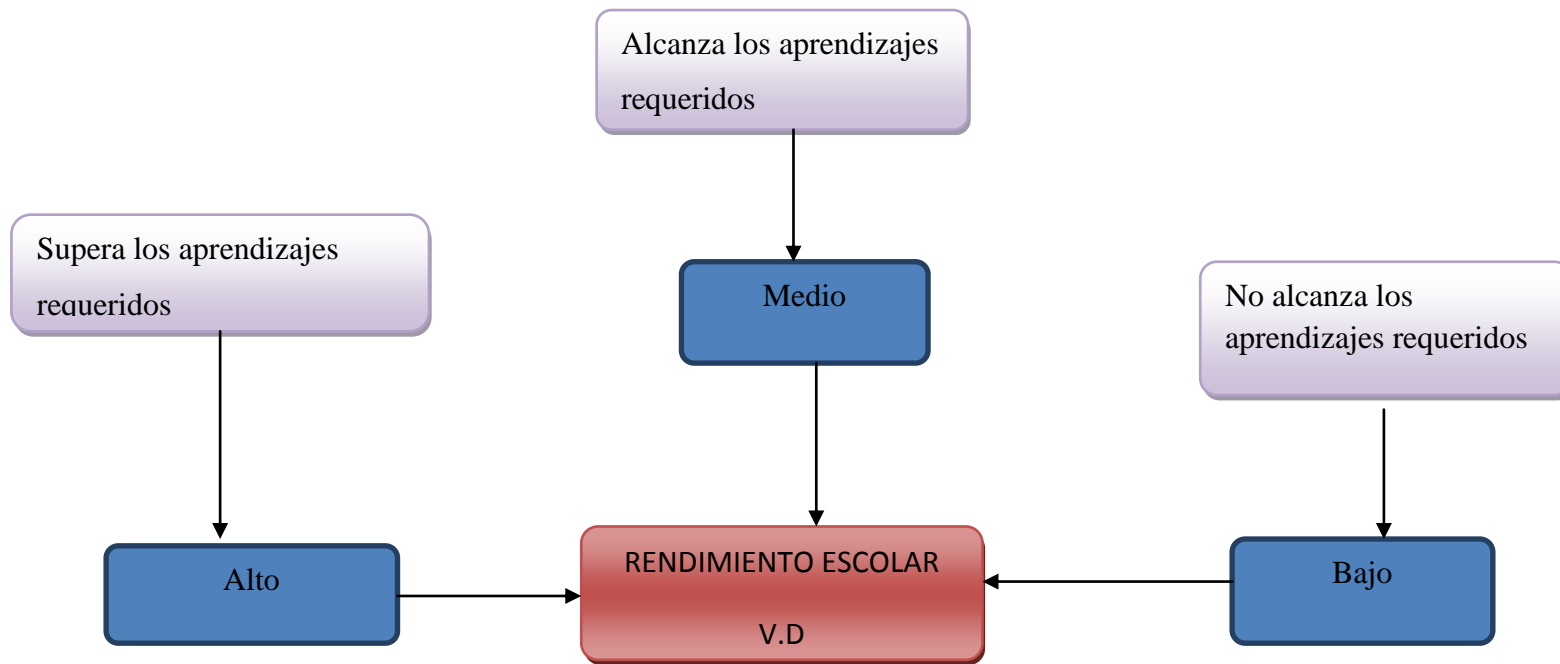 Alcanza los aprendizajes
requeridos
Supera los aprendizajes
requeridos
Medio
No alcanza los
aprendizajes requeridos
Alto
RENDIMIENTO ESCOLAR
V.D
Bajo